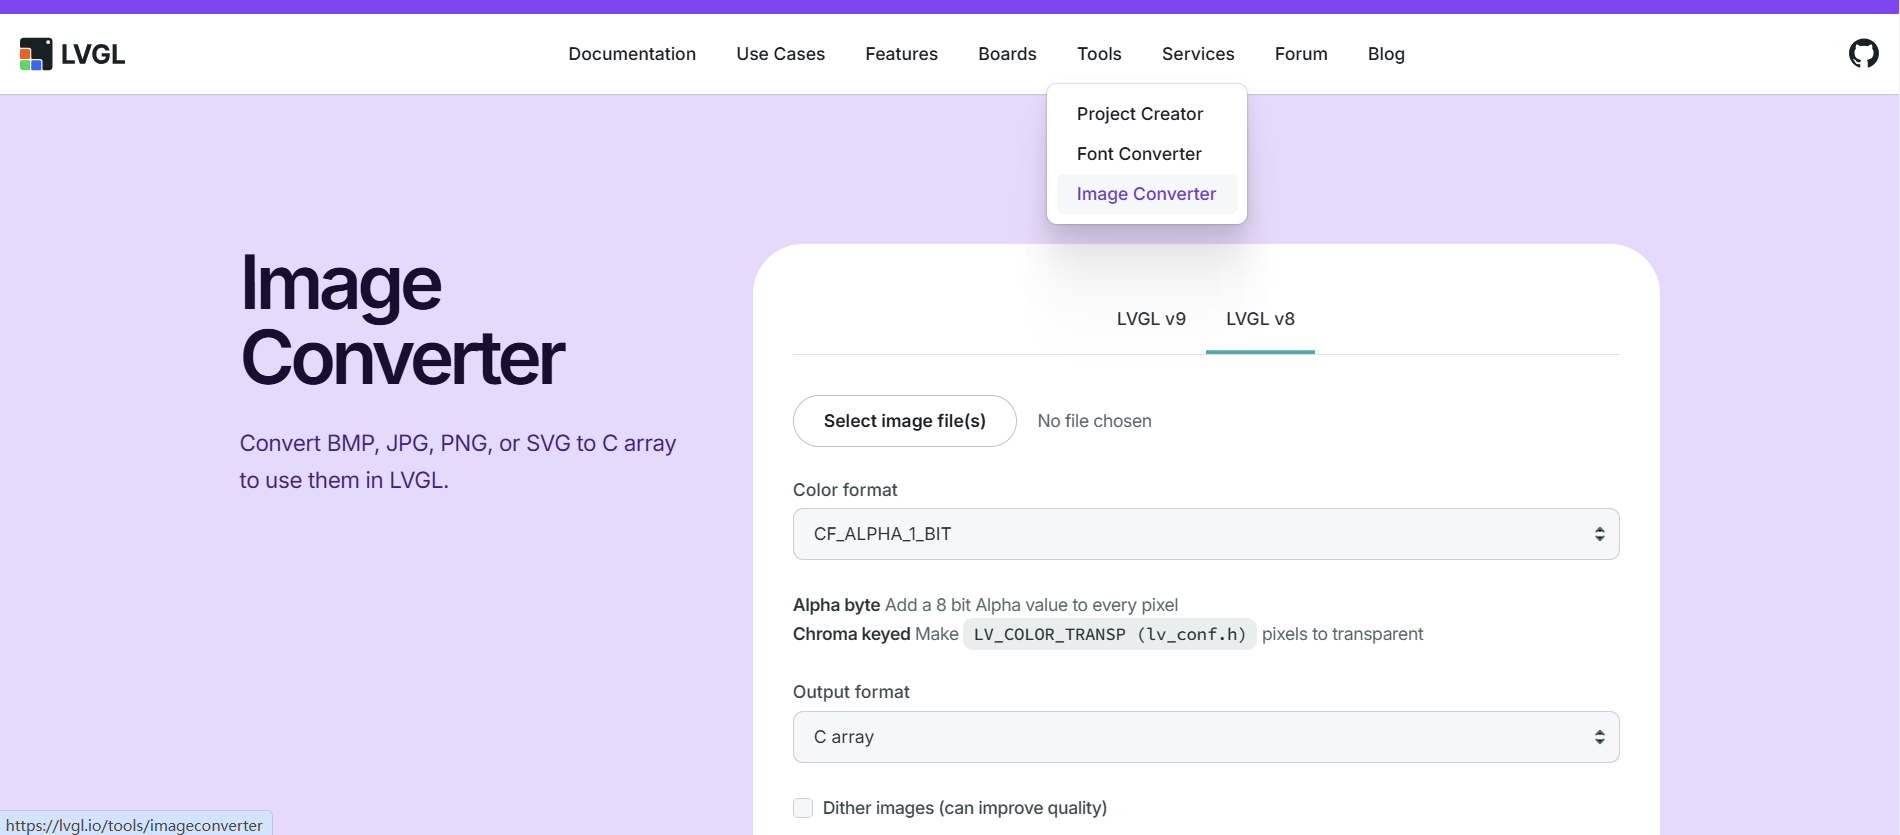 LVGL
Documentation
Use Cases
Features
Boards
Tools
Services
Forum
Blog
Project Creator
Font Converter
Image Converter
Image
Converter
Convert BMP, JPG, PNG, or SVG to C array
to use them in LVGL.
LVGL v9
LVGL v8
Select image file(s)
No file chosen
Color format
CF_ALPHA_1_BIT
Alpha byte Add a 8 bit Alpha value to every pixel
Chroma keyed Make LV_COLOR_TRANSP (lv_conf.h) pixels to transparent
Output format
C array
Dither images (can improve quality)
https://lvgl.io/tools/imageconverter